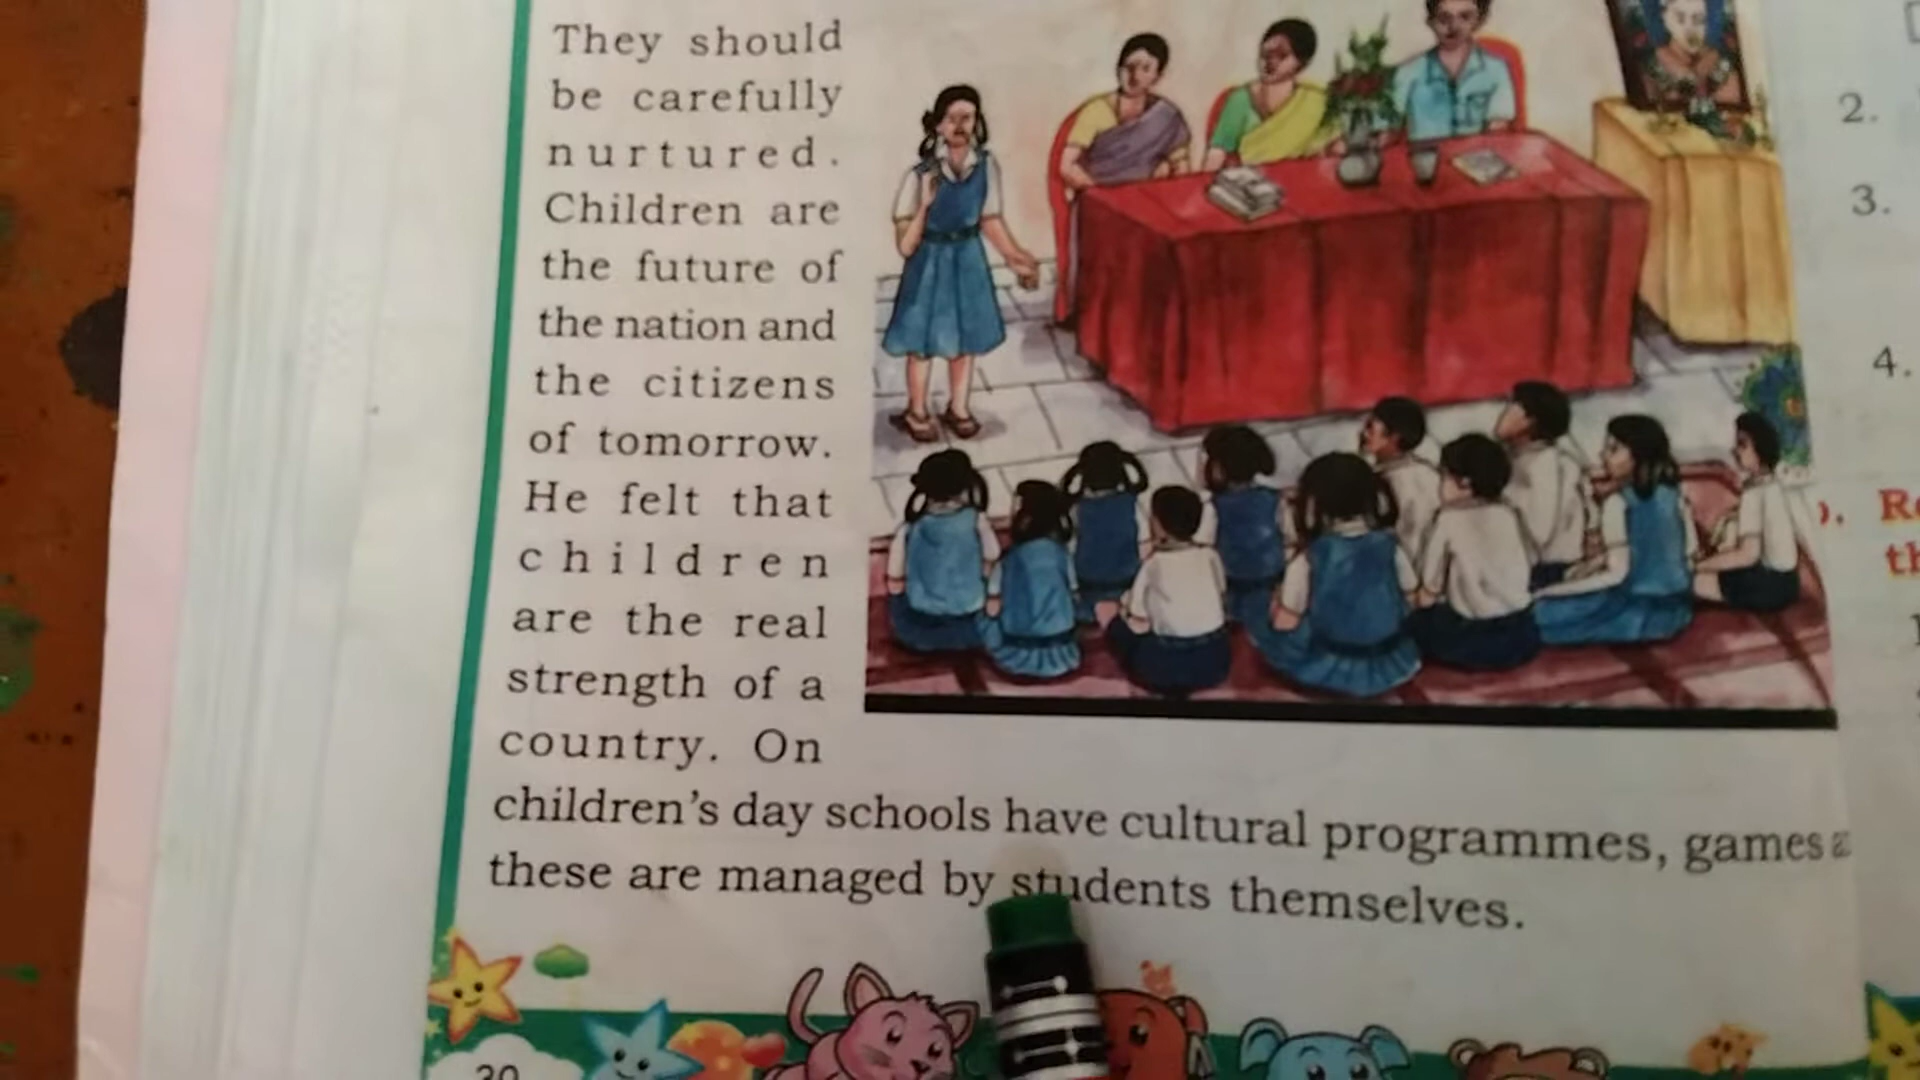 They should
be carefully
nurtured.
Children are
the future of
the nation and
the citizens
of tomorrow.
He felt that
children
are the real
strength of a
country. On
children's day schools have cultural programmes, games
these are managed by students themselves.
2.
3.
4.